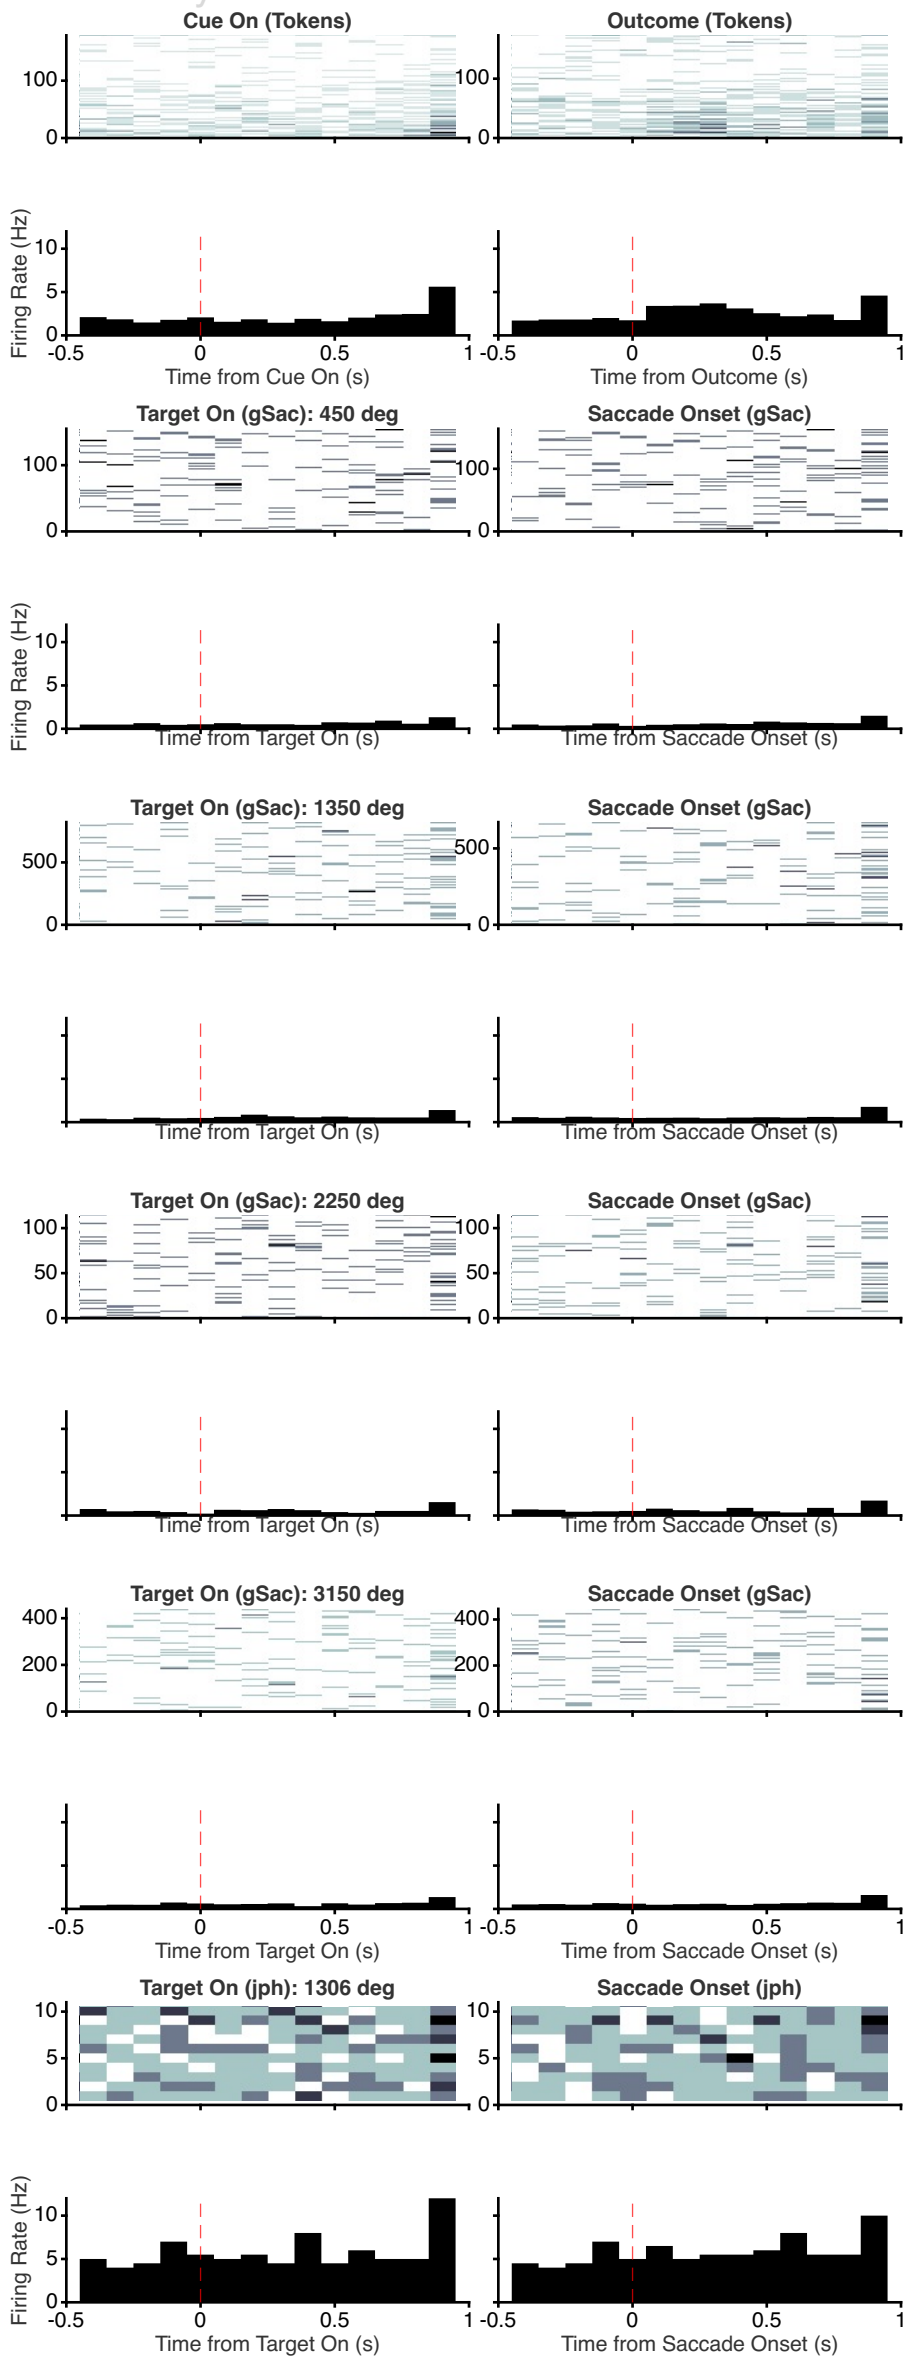 Cue On (Tokens) Outcome (Tokens)
100 100
0 0
Firing Rate (Hz)
10
5
0
-0.5 0 0.5 1 -0.5 0 0.5 1
Time from Cue On (s) Time from Outcome (s)
Target On (gSac): 450 deg Saccade Onset (gSac)
100 100
0 0
Firing Rate (Hz)
10
5
0
Time from Target On (s) Time from Saccade Onset (s)
Target On (gSac): 1350 deg Saccade Onset (gSac)
500 500
0 0
Time from Target On (s) Time from Saccade Onset (s)
Target On (gSac): 2250 deg Saccade Onset (gSac)
100 100
50 50
0 0
Time from Target On (s) Time from Saccade Onset (s)
Target On (gSac): 3150 deg Saccade Onset (gSac)
400 400
200 200
0 0
-0.5 0 0.5 1 -0.5 0 0.5 1
Time from Target On (s) Time from Saccade Onset (s)
Target On (jph): 1306 deg Saccade Onset (jph)
10 10
5 5
0 0
Firing Rate (Hz)
10
5
0
-0.5 0 0.5 1 -0.5 0 0.5 1
Time from Target On (s) Time from Saccade Onset (s)